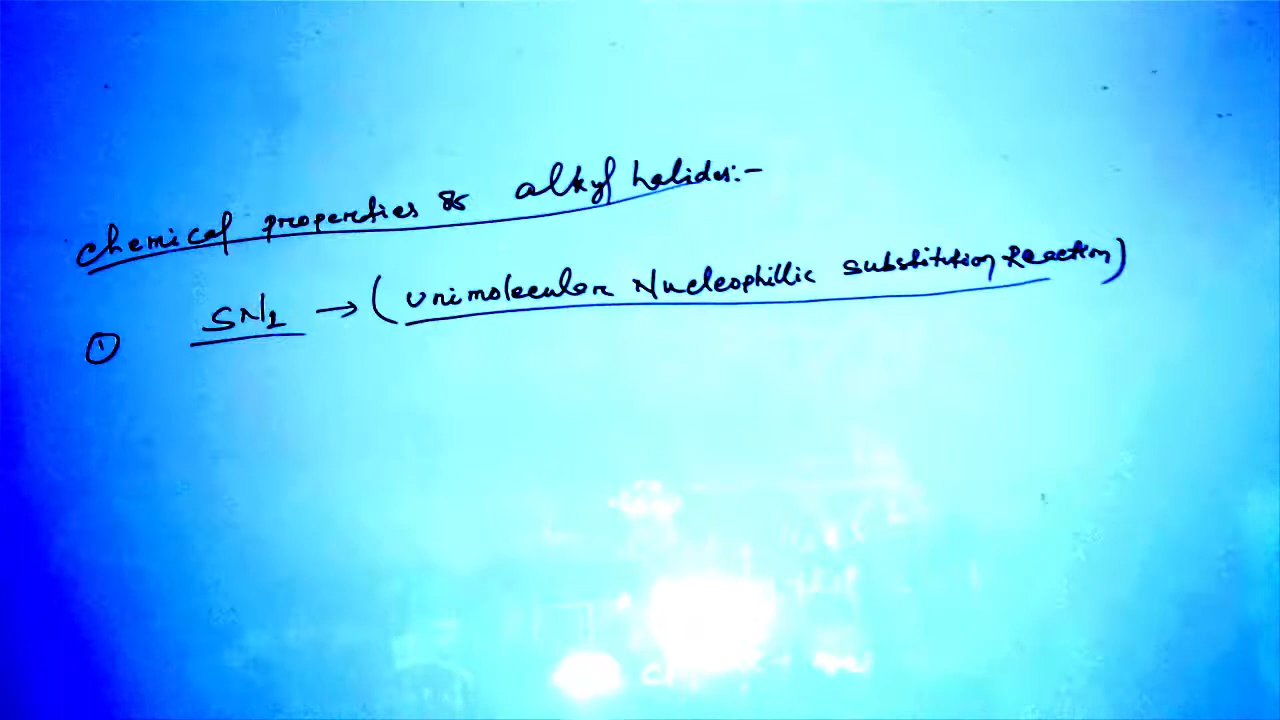 chemical properties of alkyl halides:-
① SN1 → (Unimolecular Nucleophillic substitution Reaction)